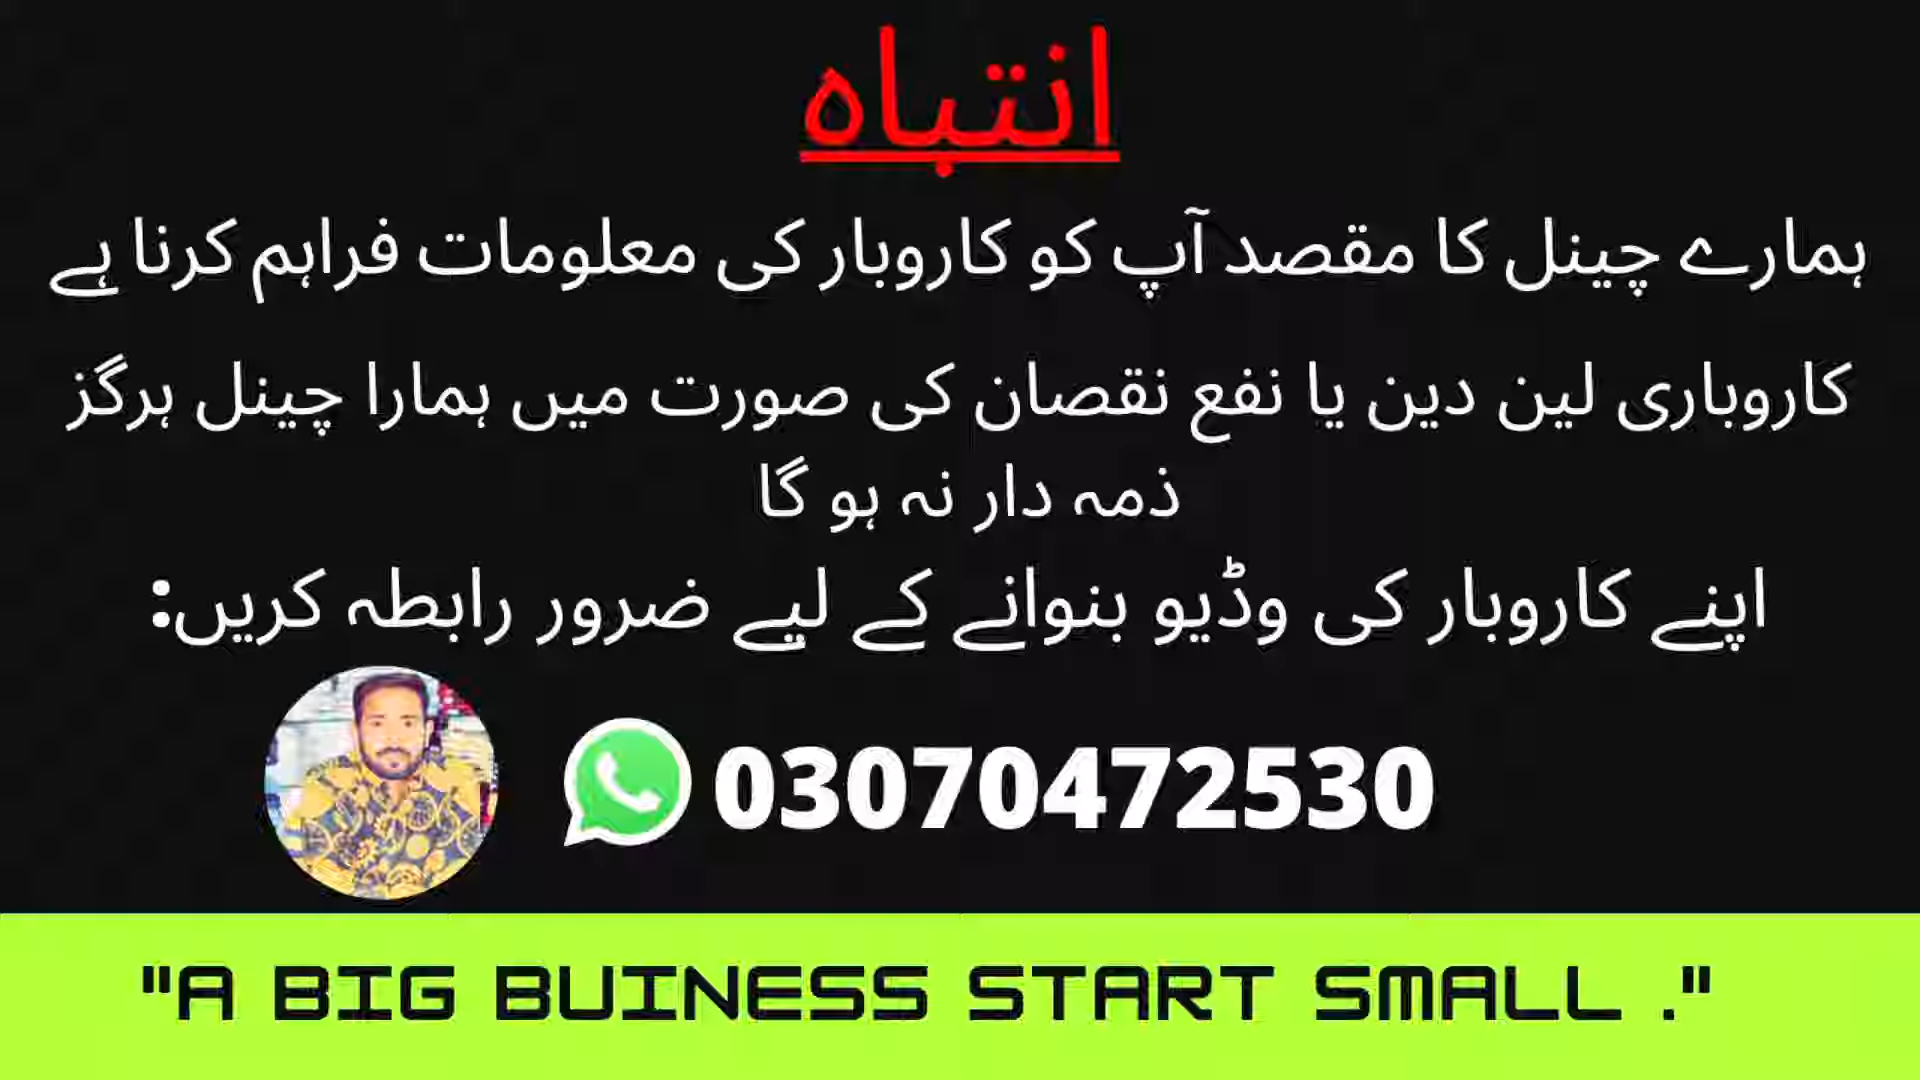 انتباہ
ہمارے چینل کا مقصد آپ کو کاروبار کی معلومات فراہم کرنا ہے
کاروباری لین دین یا نفع نقصان کی صورت میں ہمارا چینل ہرگز
ذمہ دار نہ ہو گا
اپنے کاروبار کی وڈیو بنوانے کے لیے ضرور رابطہ کریں:
03070472530
"A BIG BUINESS START SMALL ."